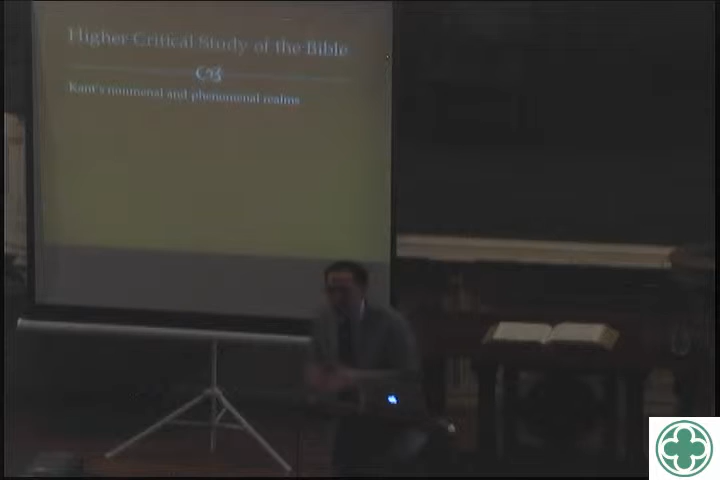 Higher Critical Study of the Bible
Kant's noumenal and phenomenal realms